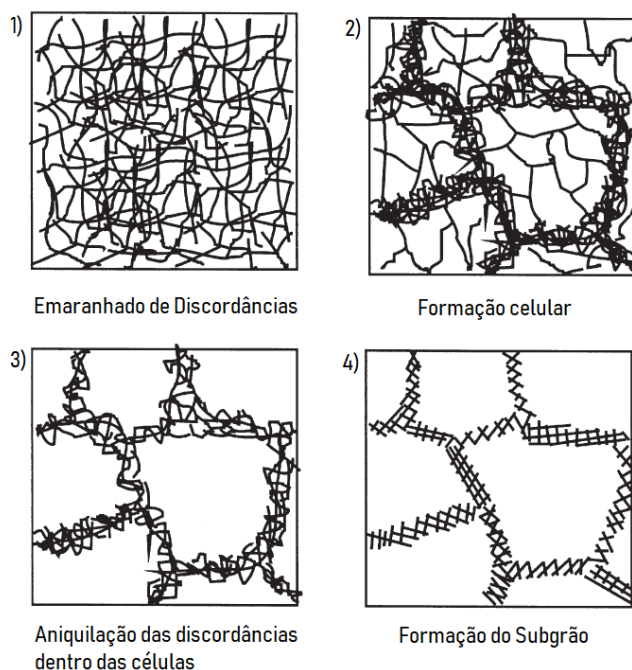 1)
Emaranhado de Discordâncias
2)
Formação celular
3)
Aniquilação das discordâncias
dentro das células
4)
Formação do Subgrão